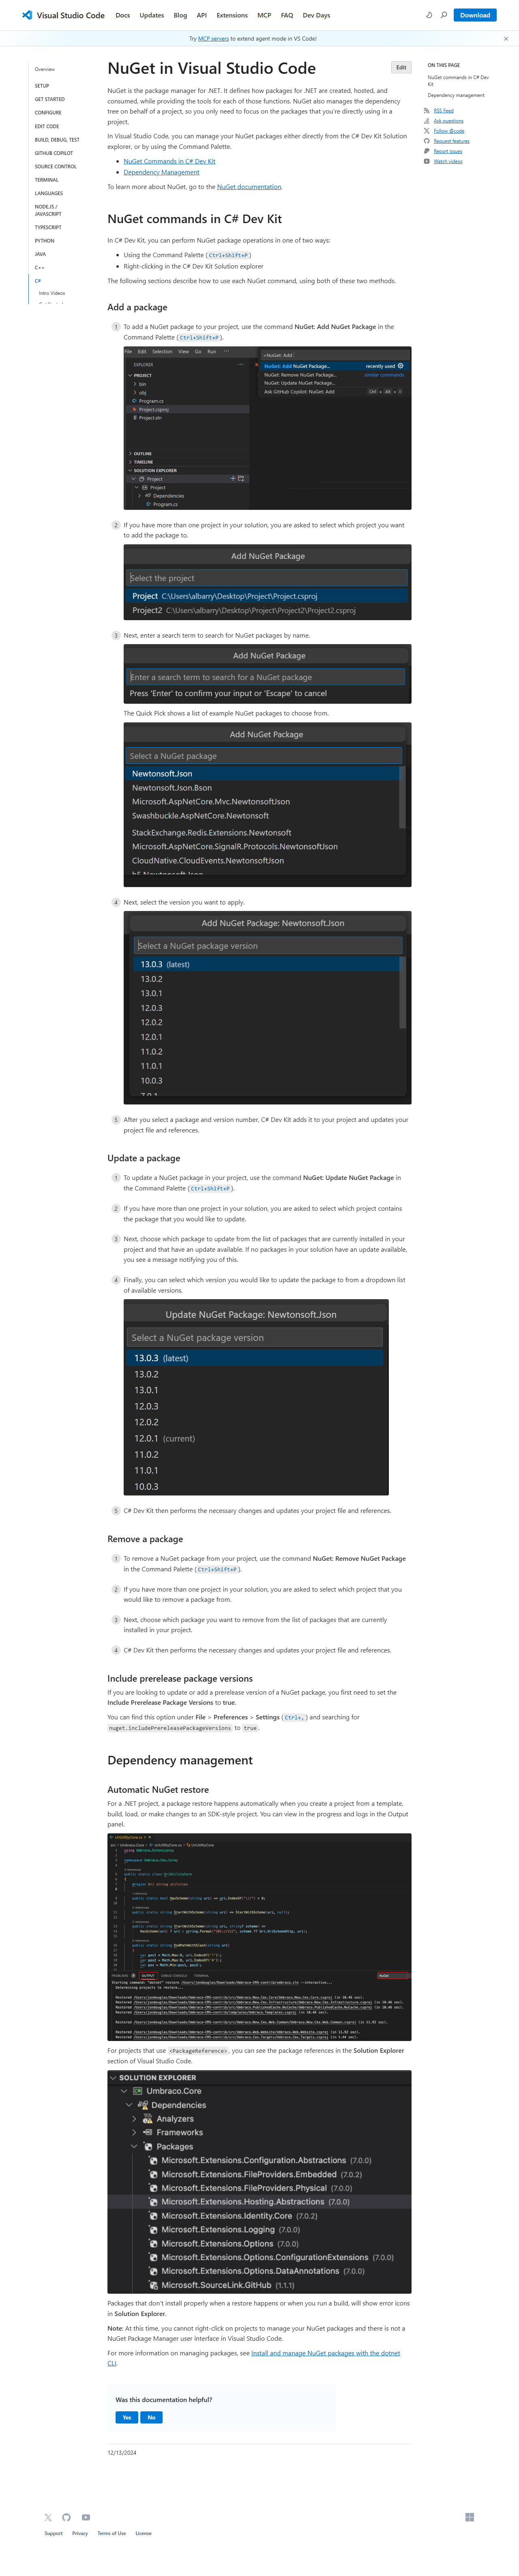 Visual Studio Code Docs Updates Blog API Extensions MCP FAQ Dev Days Download
Try MCP servers to extend agent mode in VS Code!
Overview
SETUP
GET STARTED
CONFIGURE
EDIT CODE
BUILD, DEBUG, TEST
GITHUB COPILOT
SOURCE CONTROL
TERMINAL
LANGUAGES
NODE.JS /
JAVASCRIPT
TYPESCRIPT
PYTHON
JAVA
C++
C#
Intro Videos
NuGet in Visual Studio Code
Edit
NuGet is the package manager for .NET. It defines how packages for .NET are created, hosted, and
consumed, while providing the tools for each of those functions. NuGet also manages the dependency
tree on behalf of a project, so you only need to be concerned with the packages that you're directly using in a
project.
In Visual Studio Code, you can manage your NuGet packages either directly from the C# Dev Kit Solution
explorer, or by using the Command Palette.
NuGet Commands in C# Dev Kit
Dependency Management
To learn more about NuGet, go to the NuGet documentation.
NuGet commands in C# Dev Kit
In C# Dev Kit, you can perform NuGet package operations in one of two ways:
Using the Command Palette (Ctrl+Shift+P)
Right-clicking in the C# Dev Kit Solution explorer
The following sections describe how to use each NuGet command, using both of these two methods.
Add a package
1 To add a NuGet package to your project, use the command NuGet: Add NuGet Package in the
Command Palette (Ctrl+Shift+P).
File Edit Selection View Go Run ···
EXPLORER
PROJECT
bin
obj
Program.cs
Project.csproj
Project.sln
OUTLINE
TIMELINE
SOLUTION EXPLORER
Project
Project
Dependencies
Program.cs
>NuGet: Add
NuGet: Add NuGet Package... recently used
NuGet: Remove NuGet Package... similar commands
NuGet: Update NuGet Package...
Ask GitHub Copilot: NuGet: Add
2 If you have more than one project in your solution, you are asked to select which project you want
to add the package to.
Add NuGet Package
Select the project
Project C:\Users\albarry\Desktop\Project\Project.csproj
Project2 C:\Users\albarry\Desktop\Project\Project2\Project2.csproj
3 Next, enter a search term to search for NuGet packages by name.
Add NuGet Package
Enter a search term to search for a NuGet package
Press 'Enter' to confirm your input or 'Escape' to cancel
The Quick Pick shows a list of example NuGet packages to choose from.
Add NuGet Package
Select a NuGet package
Newtonsoft.Json
Newtonsoft.Json.Bson
Microsoft.AspNetCore.Mvc.NewtonsoftJson
Swashbuckle.AspNetCore.Newtonsoft
StackExchange.Redis.Extensions.Newtonsoft
Microsoft.AspNetCore.SignalR.Protocols.NewtonsoftJson
CloudNative.CloudEvents.NewtonsoftJson
4 Next, select the version you want to apply.
Add NuGet Package: Newtonsoft.Json
Select a NuGet package version
13.0.3 (latest)
13.0.2
13.0.1
12.0.3
12.0.2
12.0.1
11.0.2
11.0.1
10.0.3
5 After you select a package and version number, C# Dev Kit adds it to your project and updates your
project file and references.
Update a package
1 To update a NuGet package in your project, use the command NuGet: Update NuGet Package in
the Command Palette (Ctrl+Shift+P).
2 If you have more than one project in your solution, you are asked to select which project contains
the package that you would like to update.
3 Next, choose which package to update from the list of packages that are currently installed in your
project and that have an update available. If no packages in your solution have an update available,
you see a message notifying you of this.
4 Finally, you can select which version you would like to update the package to from a dropdown list
of available versions.
Update NuGet Package: Newtonsoft.Json
Select a NuGet package version
13.0.3 (latest)
13.0.2
13.0.1
12.0.3
12.0.2
12.0.1 (current)
11.0.2
11.0.1
10.0.3
5 C# Dev Kit then performs the necessary changes and updates your project file and references.
Remove a package
1 To remove a NuGet package from your project, use the command NuGet: Remove NuGet Package
in the Command Palette (Ctrl+Shift+P).
2 If you have more than one project in your solution, you are asked to select which project that you
would like to remove a package from.
3 Next, choose which package you want to remove from the list of packages that are currently
installed in your project.
4 C# Dev Kit then performs the necessary changes and updates your project file and references.
Include prerelease package versions
If you are looking to update or add a prerelease version of a NuGet package, you first need to set the
Include Prerelease Package Versions to true.
You can find this option under File > Preferences > Settings (Ctrl+,) and searching for
nuget.includePrereleasePackageVersions to true.
Dependency management
Automatic NuGet restore
For a .NET project, a package restore happens automatically when you create a project from a template,
build, load, or make changes to an SDK-style project. You can view the progress and logs in the Output
panel.
For projects that use <PackageReference>, you can see the package references in the Solution Explorer
section of Visual Studio Code.
SOLUTION EXPLORER
Umbraco.Core
Dependencies
Analyzers
Frameworks
Packages
Microsoft.Extensions.Configuration.Abstractions (7.0.0)
Microsoft.Extensions.FileProviders.Embedded (7.0.2)
Microsoft.Extensions.FileProviders.Physical (7.0.0)
Microsoft.Extensions.Hosting.Abstractions (7.0.0)
Microsoft.Extensions.Identity.Core (7.0.2)
Microsoft.Extensions.Logging (7.0.0)
Microsoft.Extensions.Options (7.0.0)
Microsoft.Extensions.Options.ConfigurationExtensions (7.0.0)
Microsoft.Extensions.Options.DataAnnotations (7.0.0)
Microsoft.SourceLink.GitHub (1.1.1)
Packages that don't install properly when a restore happens or when you run a build, will show error icons
in Solution Explorer.
Note: At this time, you cannot right-click on projects to manage your NuGet packages and there is not a
NuGet Package Manager user interface in Visual Studio Code.
For more information on managing packages, see Install and manage NuGet packages with the dotnet
CLI.
Was this documentation helpful?
Yes No
12/13/2024
ON THIS PAGE
NuGet commands in C# Dev
Kit
Dependency management
RSS Feed
Ask questions
Follow @code
Request features
Report issues
Watch videos
Support Privacy Terms of Use License